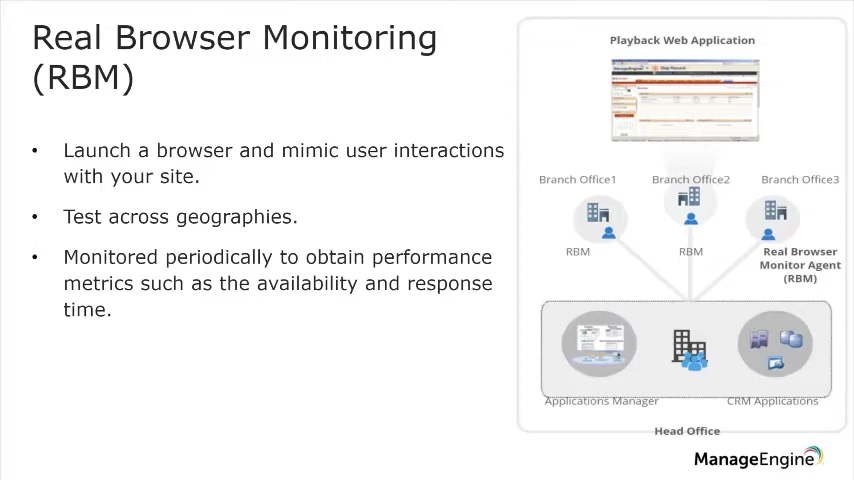 Real Browser Monitoring
(RBM)
• Launch a browser and mimic user interactions
with your site.
• Test across geographies.
• Monitored periodically to obtain performance
metrics such as the availability and response
time.
Playback Web Application
Branch Office1
Branch Office2
Branch Office3
RBM
RBM
Real Browser
Monitor Agent
(RBM)
Applications Manager
CRM Applications
Head Office
ManageEngine